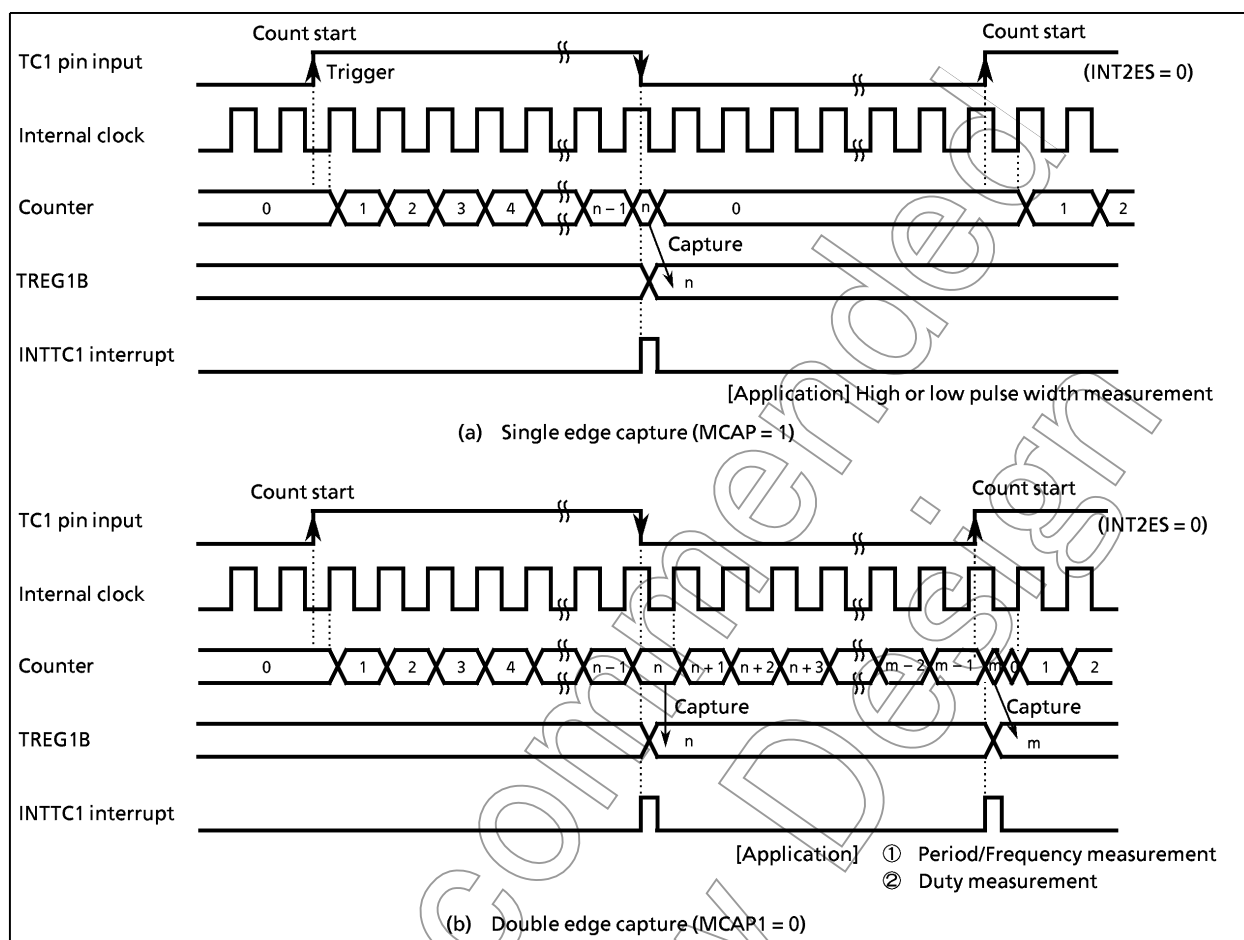 Count start
Count start
TC1 pin input
Trigger
(INT2ES = 0)
Internal clock
Counter
0 1 2 3 4 n – 1 n 0 1 2
Capture
TREG1B
n
INTTC1 interrupt
[Application] High or low pulse width measurement
(a) Single edge capture (MCAP = 1)
Count start
Count start
TC1 pin input
(INT2ES = 0)
Internal clock
Counter
0 1 2 3 4 n – 1 n n + 1 n + 2 n + 3 m – 2 m – 1 m 0 1 2
Capture
Capture
TREG1B
n
m
INTTC1 interrupt
[Application] ① Period/Frequency measurement
② Duty measurement
(b) Double edge capture (MCAP1 = 0)
commended
Design